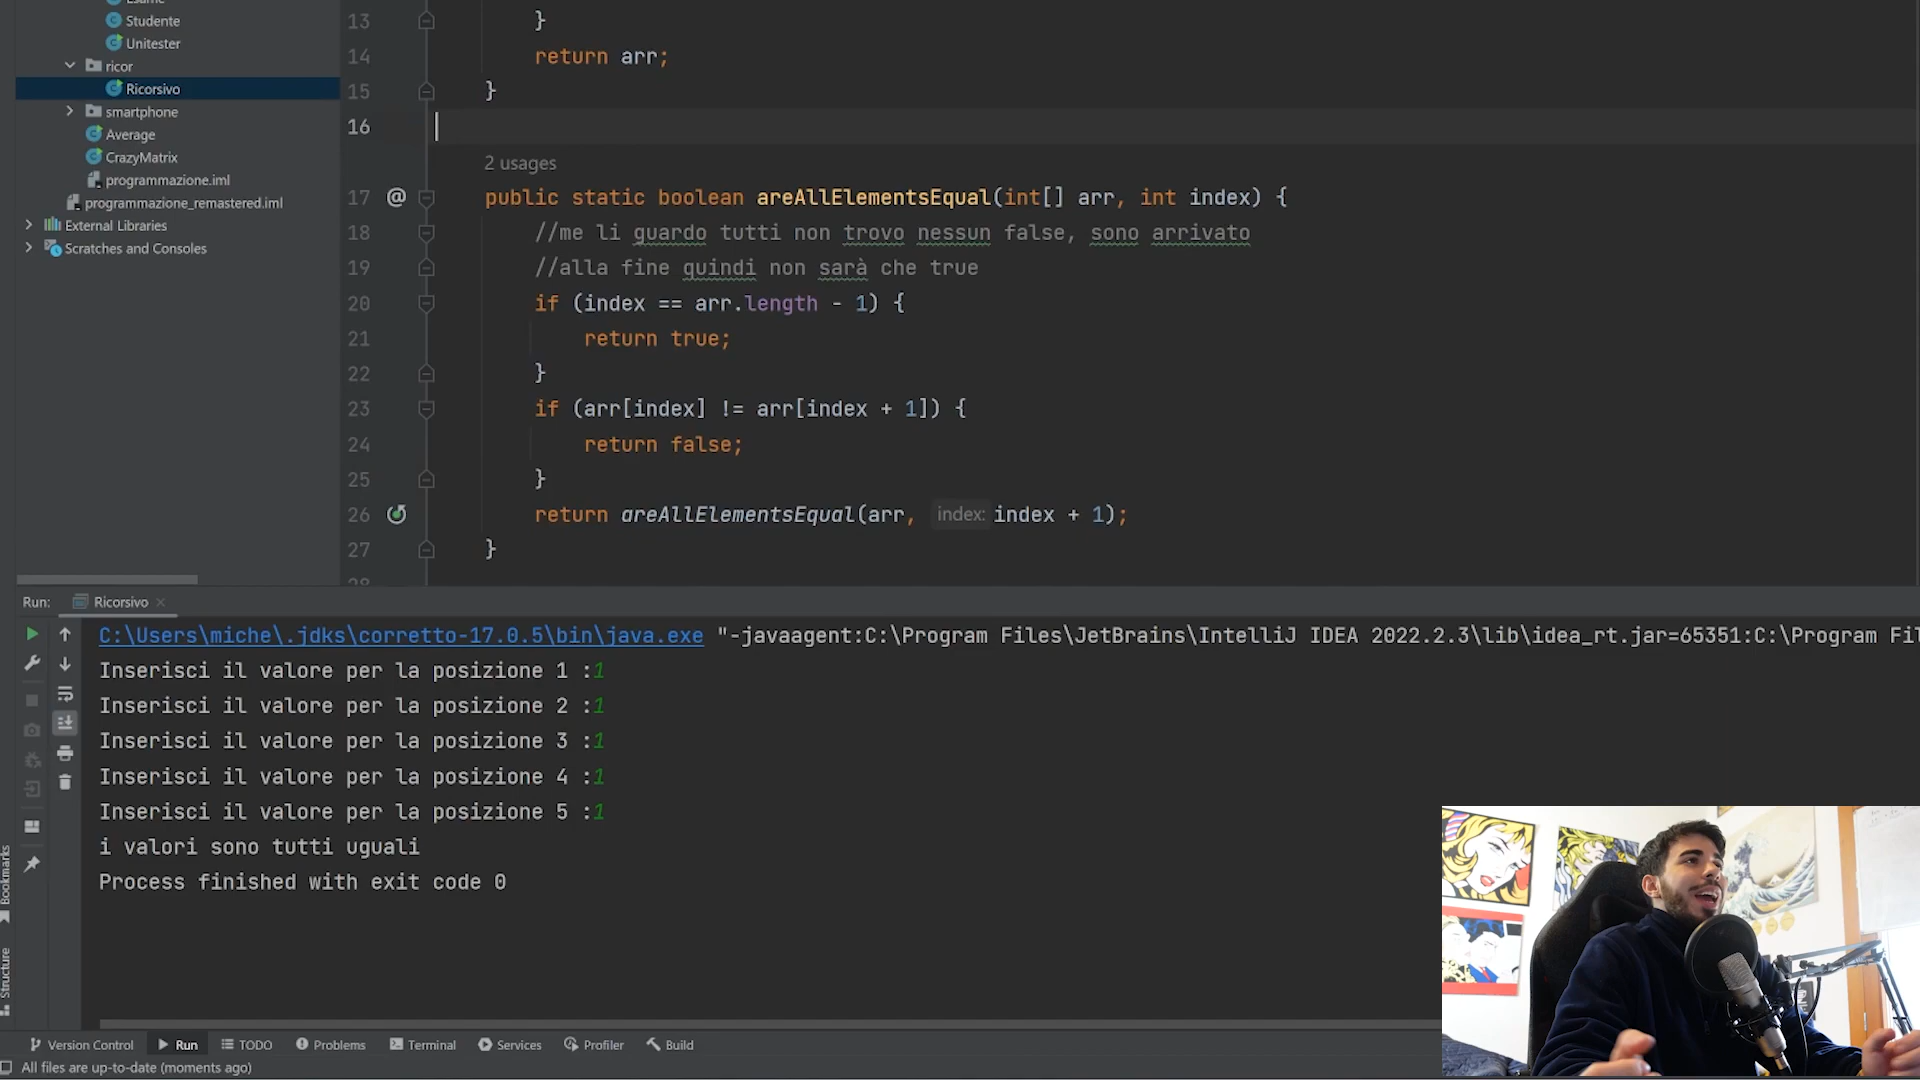 Studente
Unitester
ricor
Ricorsivo
smartphone
Average
CrazyMatrix
programmazione.iml
programmazione_remastered.iml
External Libraries
Scratches and Consoles
13 }
14 return arr;
15 }
16
2 usages
17 @ public static boolean areAllElementsEqual(int[] arr, int index) {
18 //me li guardo tutti non trovo nessun false, sono arrivato
19 //alla fine quindi non sarà che true
20 if (index == arr.length - 1) {
21 return true;
22 }
23 if (arr[index] != arr[index + 1]) {
24 return false;
25 }
26 return areAllElementsEqual(arr, index: index + 1);
27 }
Run: Ricorsivo
C:\Users\miche\.jdks\corretto-17.0.5\bin\java.exe "-javaagent:C:\Program Files\JetBrains\IntelliJ IDEA 2022.2.3\lib\idea_rt.jar=65351:C:\Program Fil
Inserisci il valore per la posizione 1 :1
Inserisci il valore per la posizione 2 :1
Inserisci il valore per la posizione 3 :1
Inserisci il valore per la posizione 4 :1
Inserisci il valore per la posizione 5 :1
i valori sono tutti uguali
Process finished with exit code 0
Bookmarks
Structure
Version Control Run TODO Problems Terminal Services Profiler Build
All files are up-to-date (moments ago)